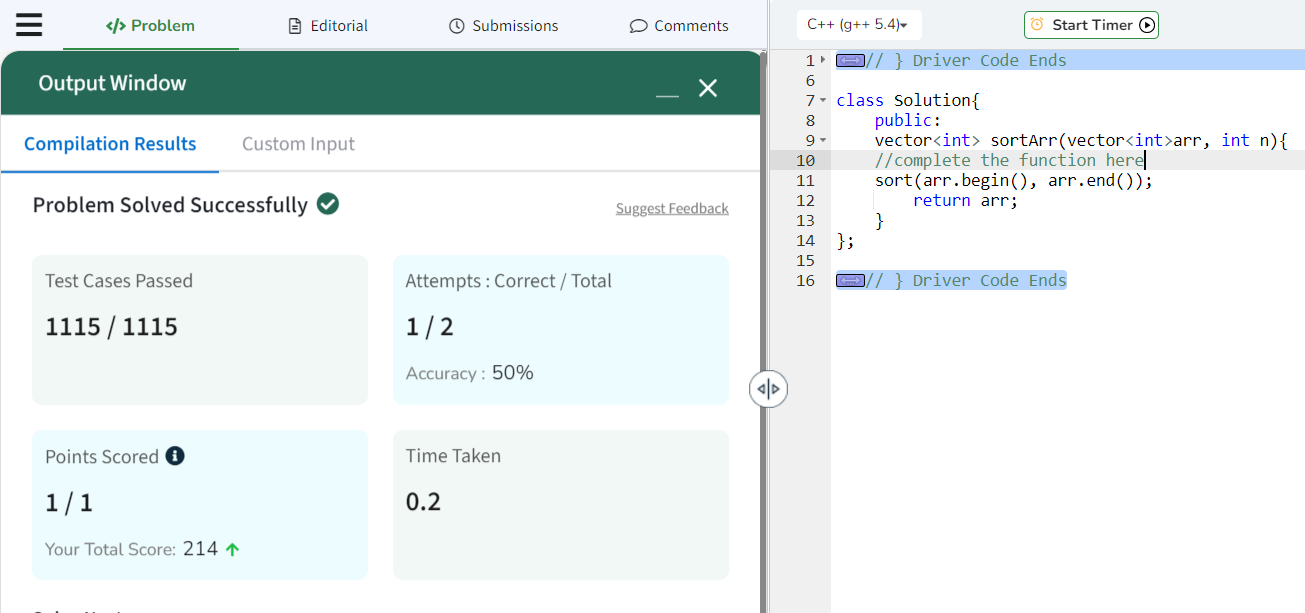 Problem
Editorial
Submissions
Comments
Output Window
Compilation Results
Custom Input
Problem Solved Successfully
Suggest Feedback
Test Cases Passed
1115 / 1115
Attempts : Correct / Total
1 / 2
Accuracy : 50%
Points Scored
1 / 1
Your Total Score: 214
Time Taken
0.2
C++ (g++ 5.4)
Start Timer
1 // } Driver Code Ends
6
7 class Solution{
8     public:
9     vector<int> sortArr(vector<int>arr, int n){
10     //complete the function here
11     sort(arr.begin(), arr.end());
12         return arr;
13     }
14 };
15
16 // } Driver Code Ends